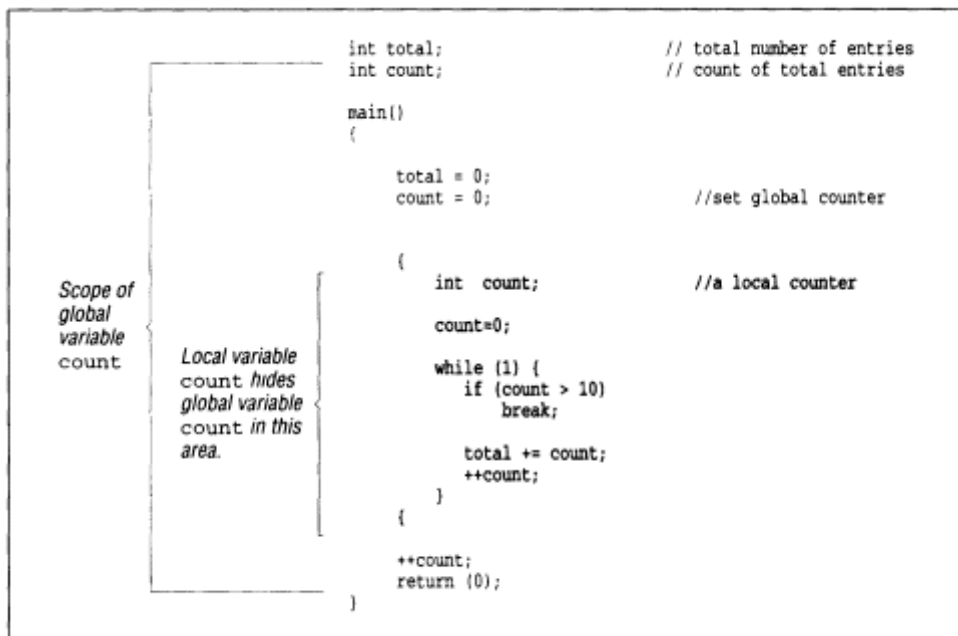 int total; // total number of entries
int count; // count of total entries
main()
{
total = 0;
count = 0; //set global counter
{
int count; //a local counter
count=0;
while (1) {
if (count > 10)
break;
total += count;
++count;
}
{
++count;
return (0);
}
Scope of
global
variable
count
Local variable
count hides
global variable
count in this
area.